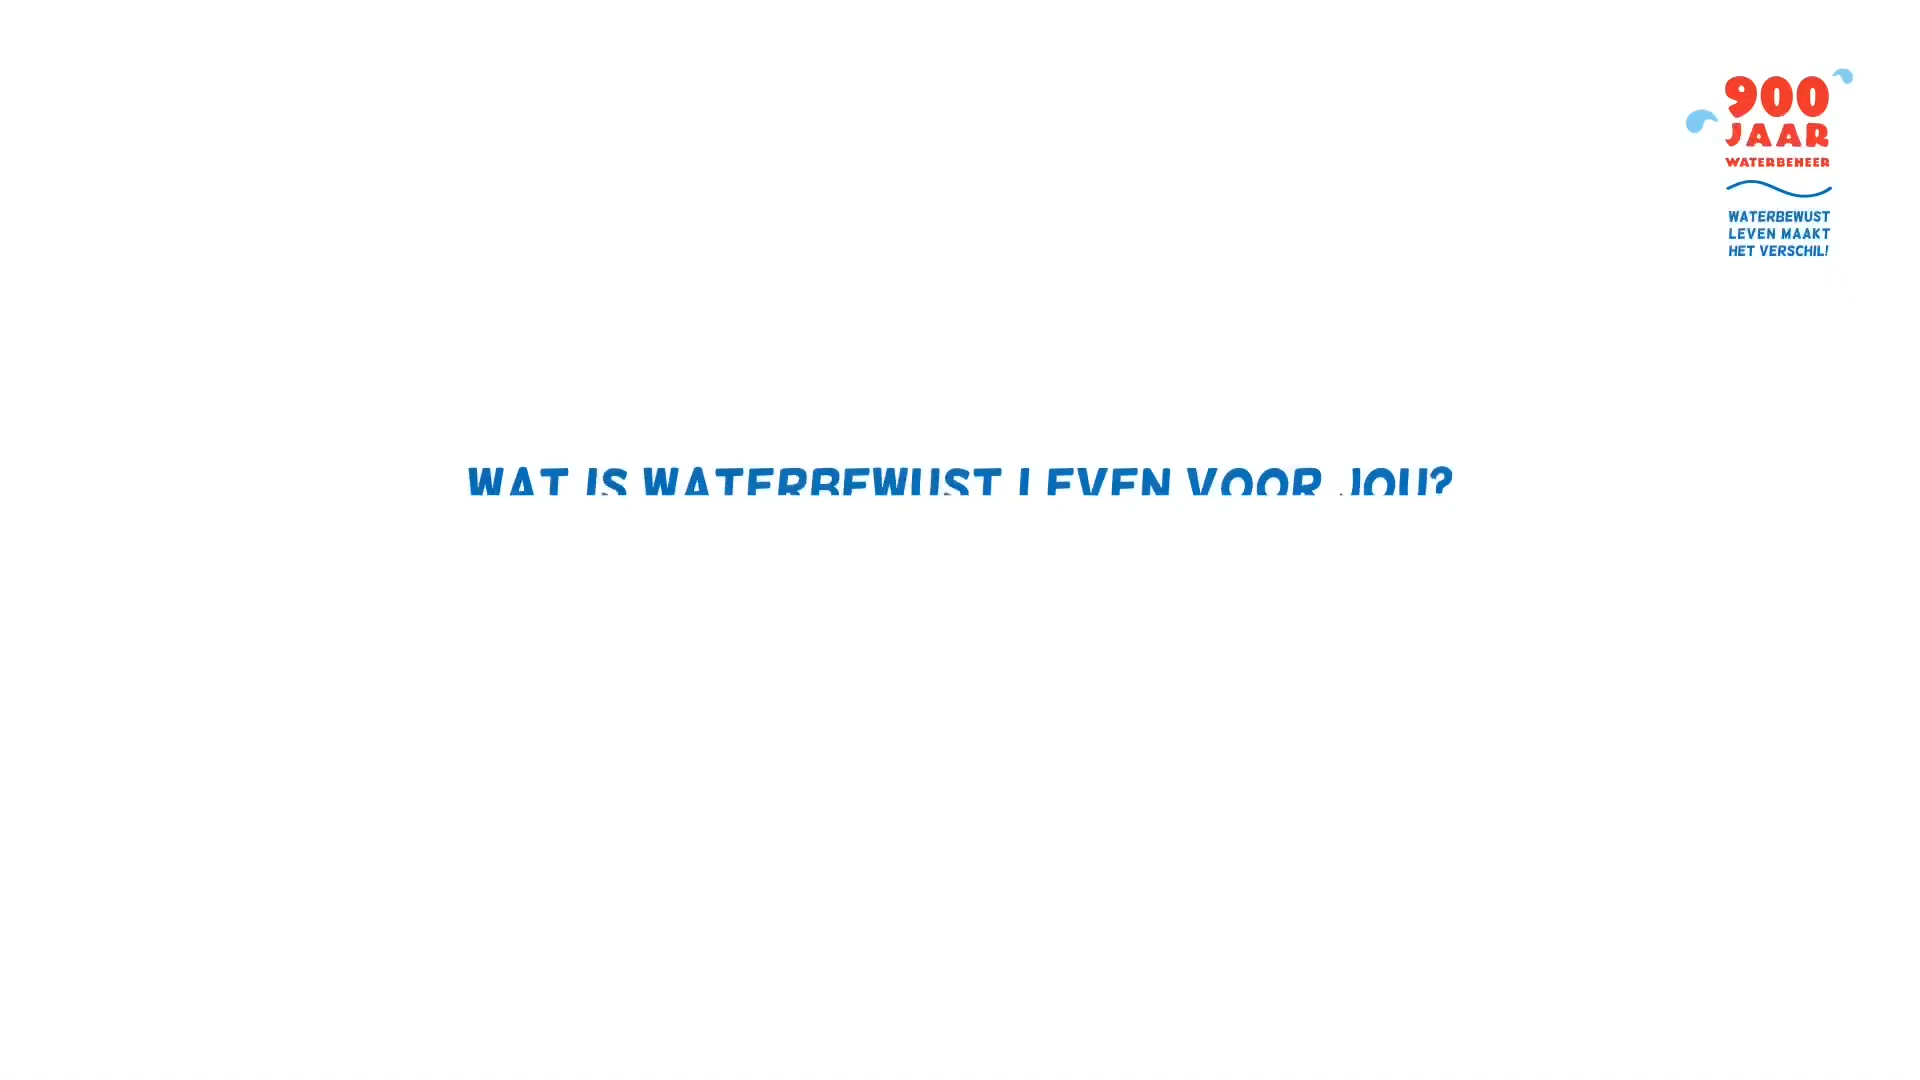 900
JAAR
WATERBEHEER
WATERBEWUST
LEVEN MAAKT
HET VERSCHIL!
WAT IS WATERBEWUST LEVEN VOOR JOU?